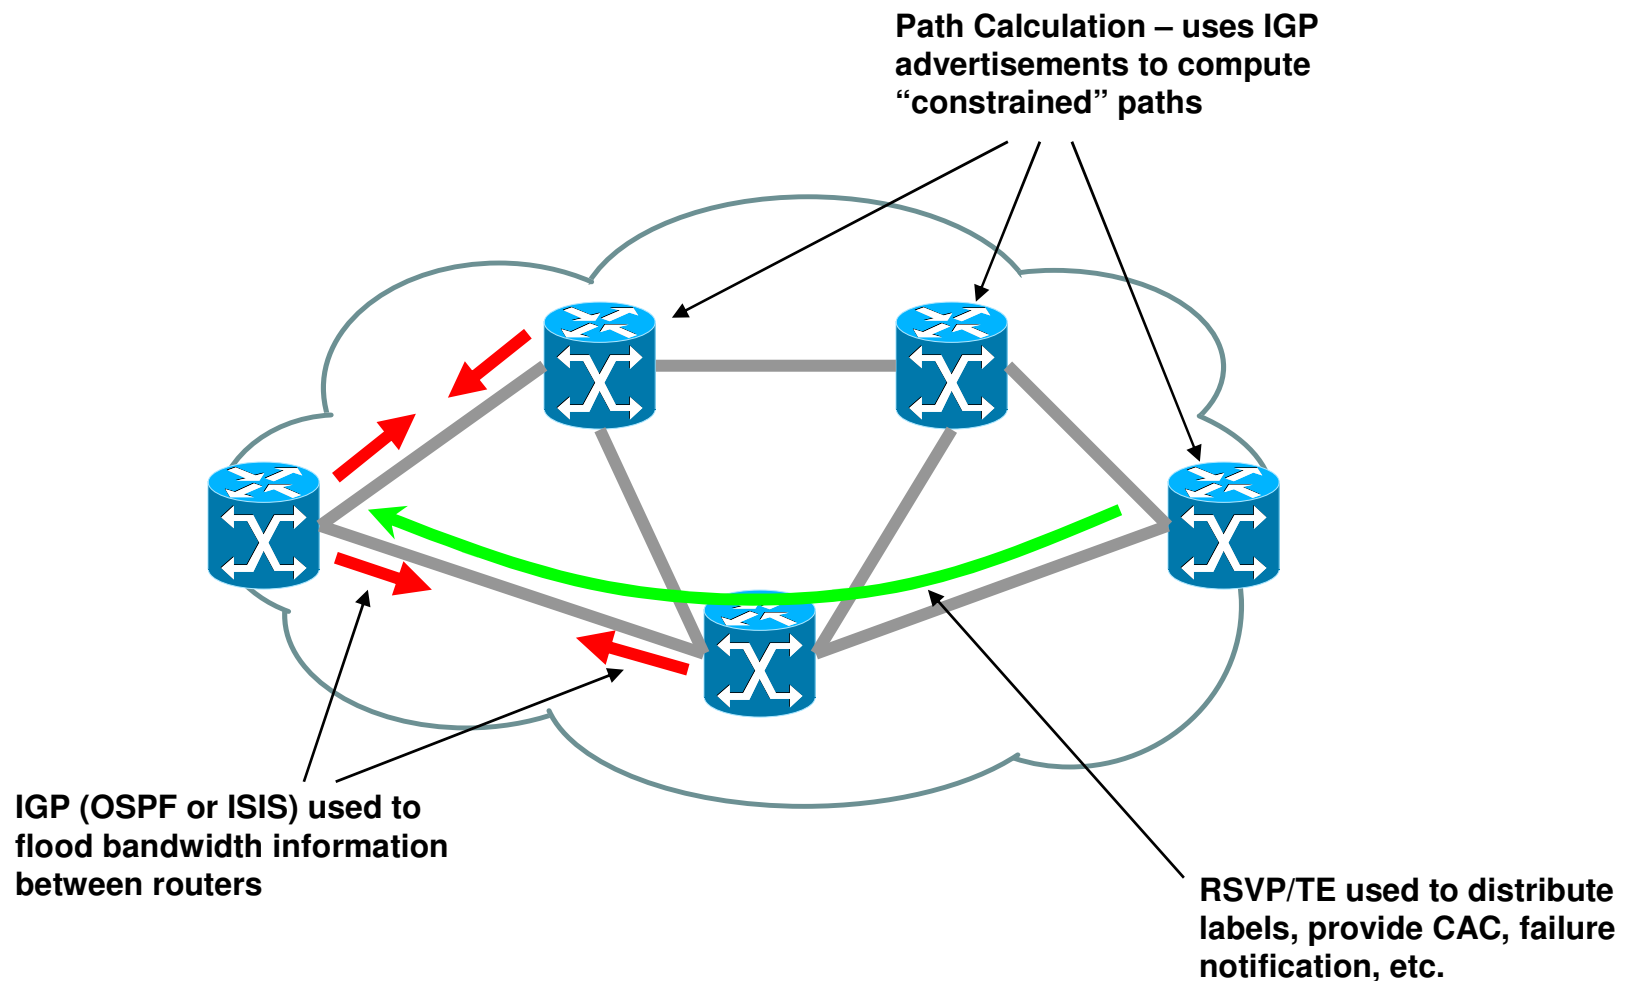 Path Calculation – uses IGP
advertisements to compute
“constrained” paths
IGP (OSPF or ISIS) used to
flood bandwidth information
between routers
RSVP/TE used to distribute
labels, provide CAC, failure
notification, etc.